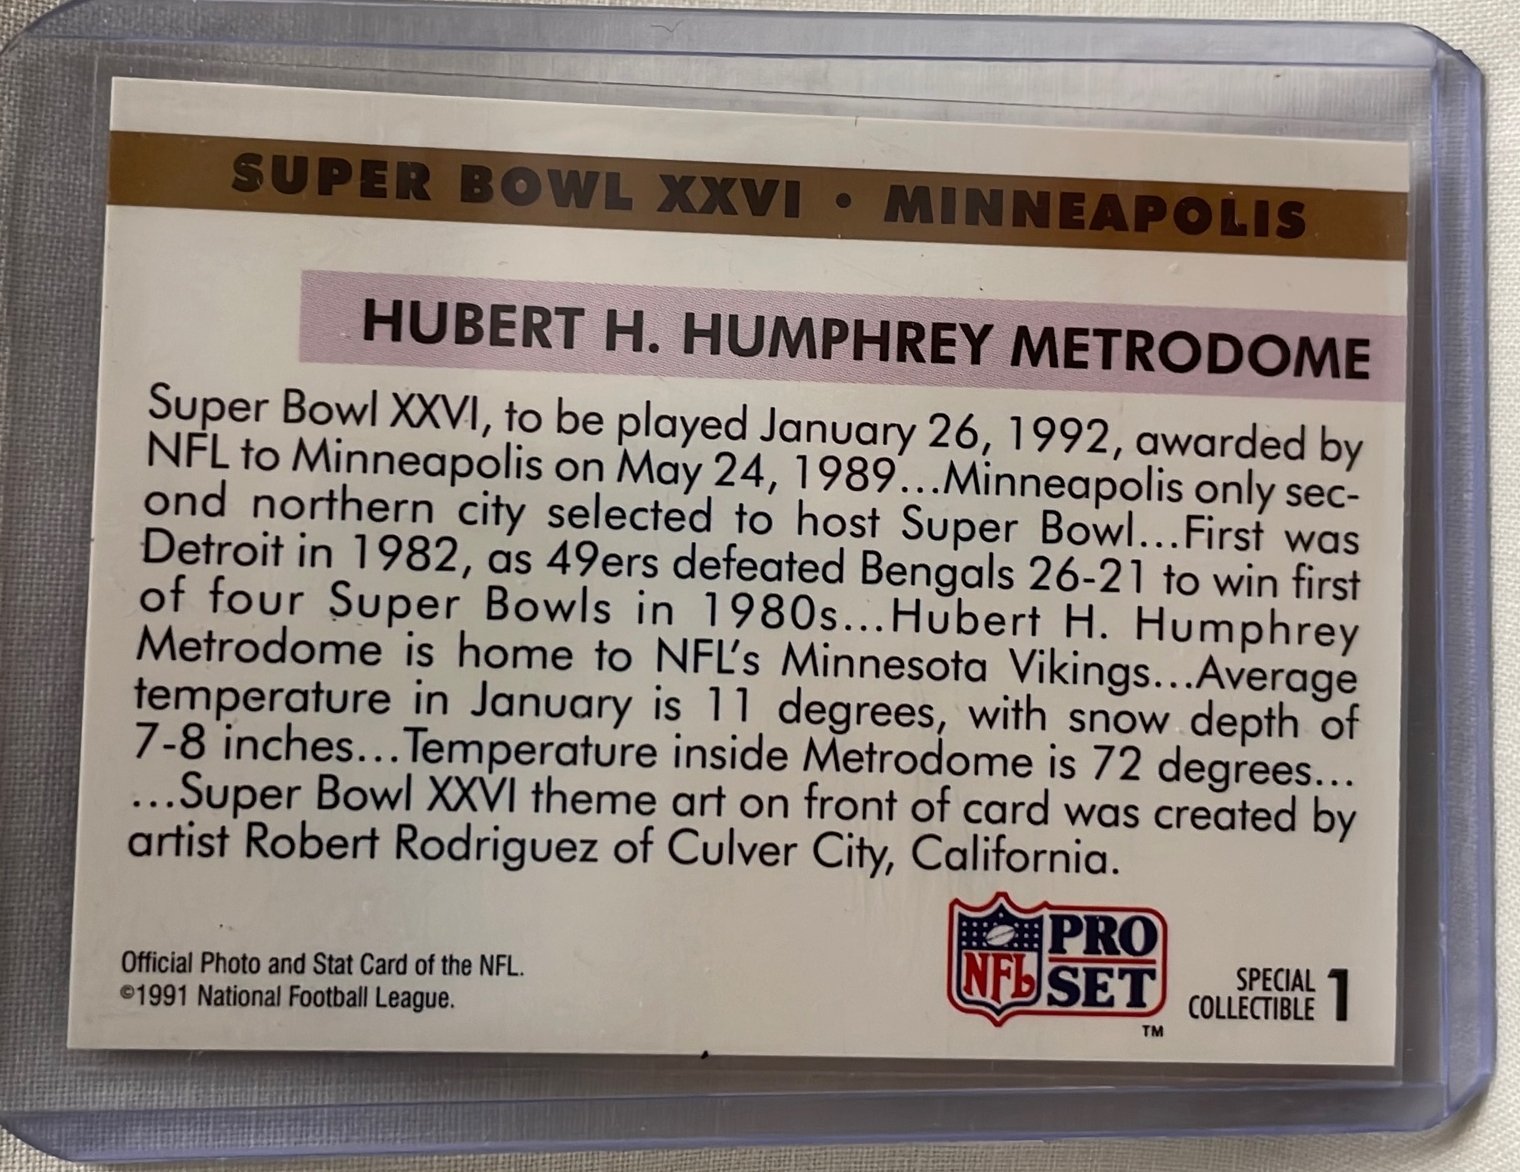 SUPER BOWL XXVI • MINNEAPOLIS
HUBERT H. HUMPHREY METRODOME
Super Bowl XXVI, to be played January 26, 1992, awarded by
NFL to Minneapolis on May 24, 1989...Minneapolis only sec-
ond northern city selected to host Super Bowl...First was
Detroit in 1982, as 49ers defeated Bengals 26-21 to win first
of four Super Bowls in 1980s...Hubert H. Humphrey
Metrodome is home to NFL's Minnesota Vikings...Average
temperature in January is 11 degrees, with snow depth of
7-8 inches...Temperature inside Metrodome is 72 degrees...
...Super Bowl XXVI theme art on front of card was created by
artist Robert Rodriguez of Culver City, California.
Official Photo and Stat Card of the NFL.
©1991 National Football League.
NFL PRO SET ™
SPECIAL COLLECTIBLE 1